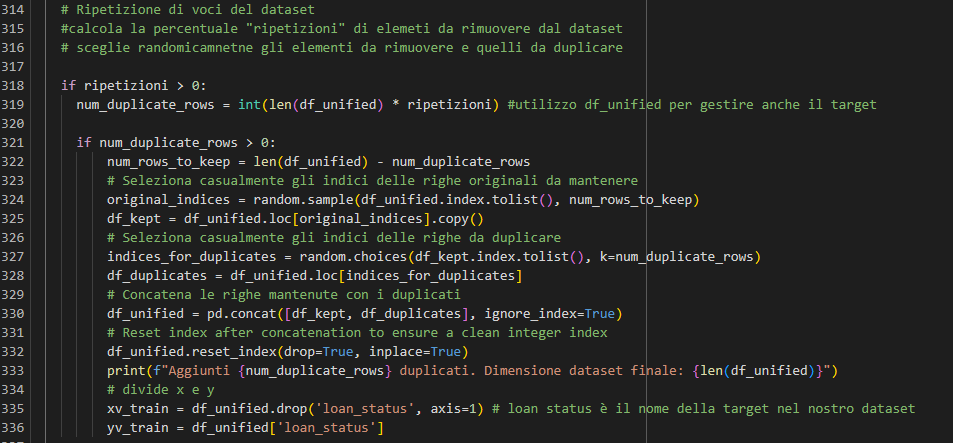 314 # Ripetizione di voci del dataset
315 #calcola la percentuale "ripetizioni" di elemeti da rimuovere dal dataset
316 # sceglie randomicamnetne gli elementi da rimuovere e quelli da duplicare
317
318 if ripetizioni > 0:
319 num_duplicate_rows = int(len(df_unified) * ripetizioni) #utilizzo df_unified per gestire anche il target
320
321 if num_duplicate_rows > 0:
322 num_rows_to_keep = len(df_unified) - num_duplicate_rows
323 # Seleziona casualmente gli indici delle righe originali da mantenere
324 original_indices = random.sample(df_unified.index.tolist(), num_rows_to_keep)
325 df_kept = df_unified.loc[original_indices].copy()
326 # Seleziona casualmente gli indici delle righe da duplicare
327 indices_for_duplicates = random.choices(df_kept.index.tolist(), k=num_duplicate_rows)
328 df_duplicates = df_unified.loc[indices_for_duplicates]
329 # Concatena le righe mantenute con i duplicati
330 df_unified = pd.concat([df_kept, df_duplicates], ignore_index=True)
331 # Reset index after concatenation to ensure a clean integer index
332 df_unified.reset_index(drop=True, inplace=True)
333 print(f"Aggiunti {num_duplicate_rows} duplicati. Dimensione dataset finale: {len(df_unified)}")
334 # divide x e y
335 xv_train = df_unified.drop('loan_status', axis=1) # loan status è il nome della target nel nostro dataset
336 yv_train = df_unified['loan_status']